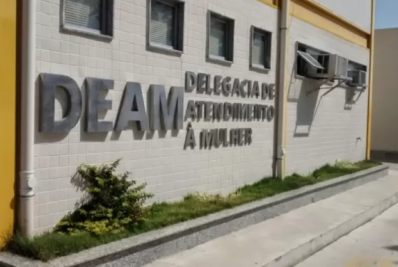 DEAM
DELEGACIA DE
ATENDIMENTO
À MULHER